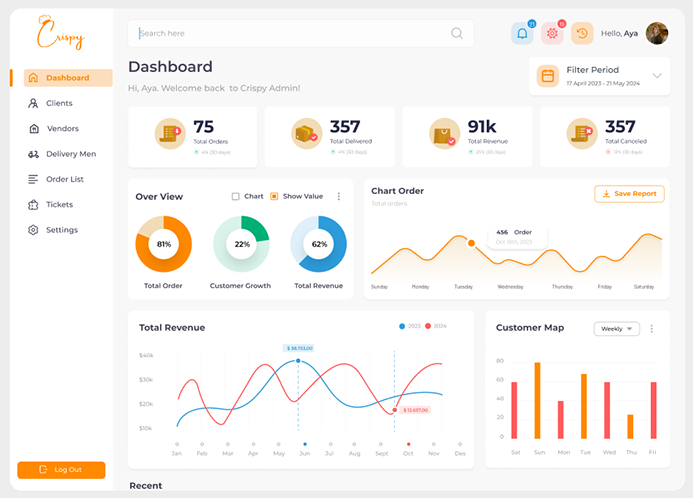 Crispy
Search here
21
15
Hello, Aya
Dashboard
Clients
Vendors
Delivery Men
Order List
Tickets
Settings
Log Out
Dashboard
Hi, Aya. Welcome back to Crispy Admin!
Filter Period
17 April 2023 - 21 May 2024
75
Total Orders
4% (30 days)
357
Total Delivered
4% (30 days)
91k
Total Revenue
25% (30 days)
357
Total Canceled
12% (30 days)
Over View
Chart
Show Value
81%
22%
62%
Total Order
Customer Growth
Total Revenue
Chart Order
Total orders
Save Report
456 Order
Oct 18th, 2023
Sunday Monday Tuesday Wednesday Thursday Friday Saturday
Total Revenue
2023
2024
$40k
$30k
$20k
$10k
$ 38.753,00
$ 12.657,00
Jan Feb Mar Apr May Jun Jul Aug Sept Oct Nov Des
Customer Map
Weekly
80
60
40
20
0
Sat Sun Mon Tue Wed Thu Fri
Recent